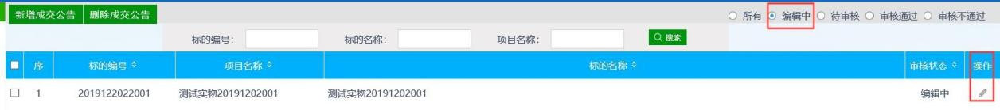 新增成交公告 删除成交公告 所有 编辑中 待审核 审核通过 审核不通过
标的编号： 标的名称： 项目名称： 搜索
序 标的编号 项目名称 标的名称 审核状态 操作
1 2019122022001 测试实物20191202001 测试实物20191202001 编辑中